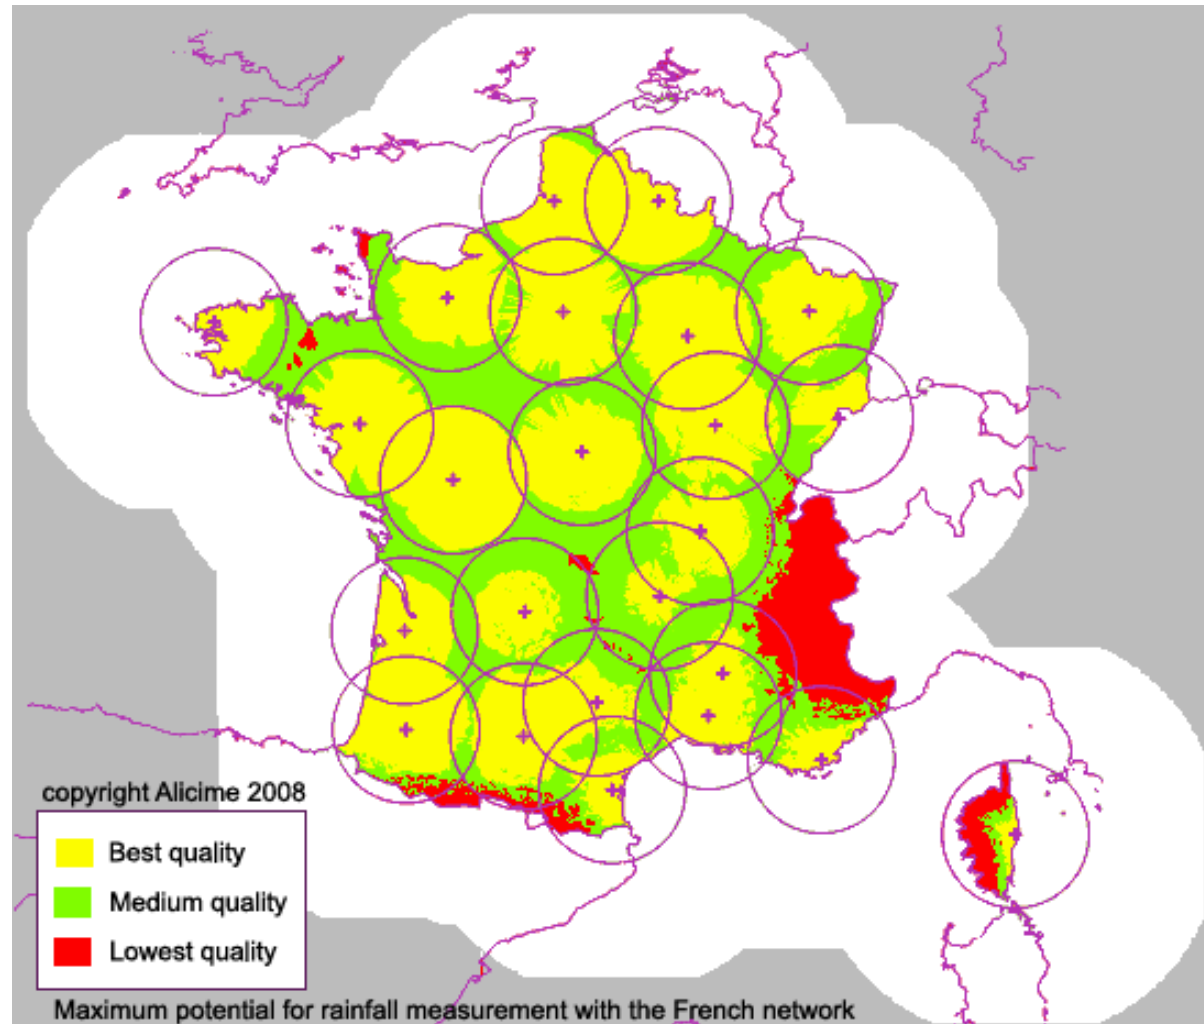 copyright Alicime 2008
Best quality
Medium quality
Lowest quality
Maximum potential for rainfall measurement with the French network